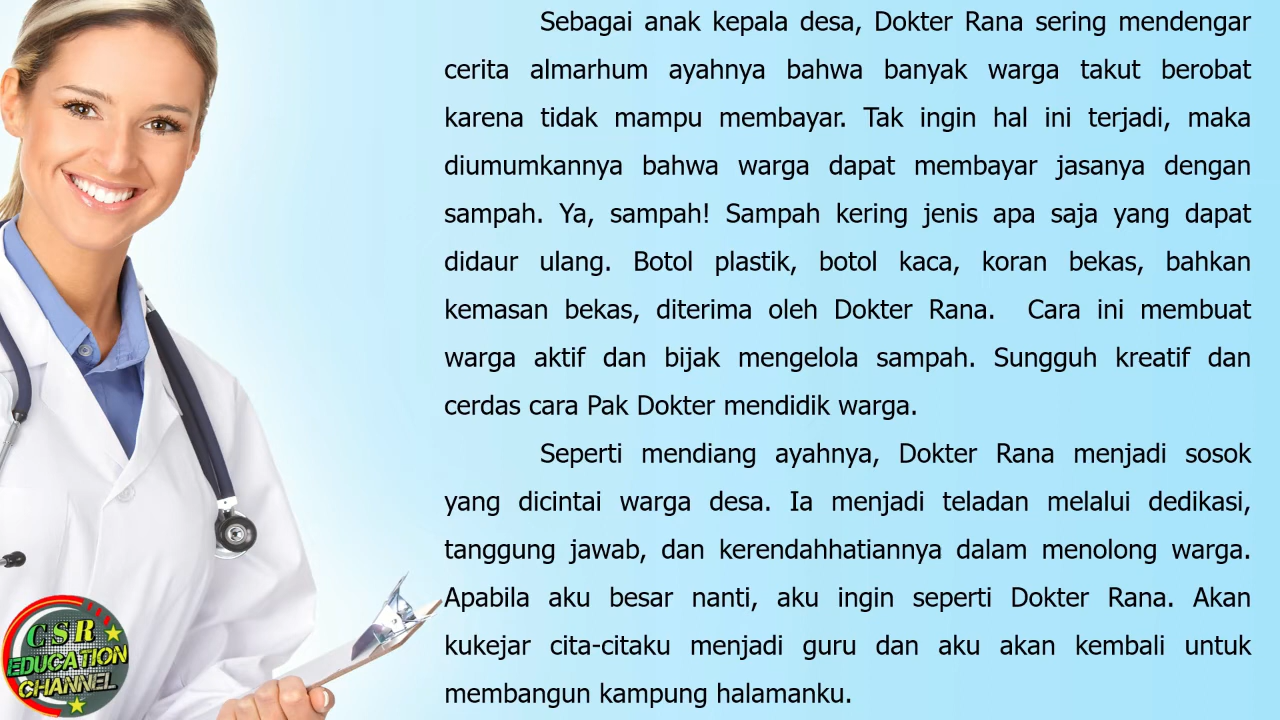 Sebagai anak kepala desa, Dokter Rana sering mendengar
cerita almarhum ayahnya bahwa banyak warga takut berobat
karena tidak mampu membayar. Tak ingin hal ini terjadi, maka
diumumkannya bahwa warga dapat membayar jasanya dengan
sampah. Ya, sampah! Sampah kering jenis apa saja yang dapat
didaur ulang. Botol plastik, botol kaca, koran bekas, bahkan
kemasan bekas, diterima oleh Dokter Rana. Cara ini membuat
warga aktif dan bijak mengelola sampah. Sungguh kreatif dan
cerdas cara Pak Dokter mendidik warga.
Seperti mendiang ayahnya, Dokter Rana menjadi sosok
yang dicintai warga desa. Ia menjadi teladan melalui dedikasi,
tanggung jawab, dan kerendahhatiannya dalam menolong warga.
Apabila aku besar nanti, aku ingin seperti Dokter Rana. Akan
kukejar cita-citaku menjadi guru dan aku akan kembali untuk
membangun kampung halamanku.
CSR
EDUCATION
CHANNEL